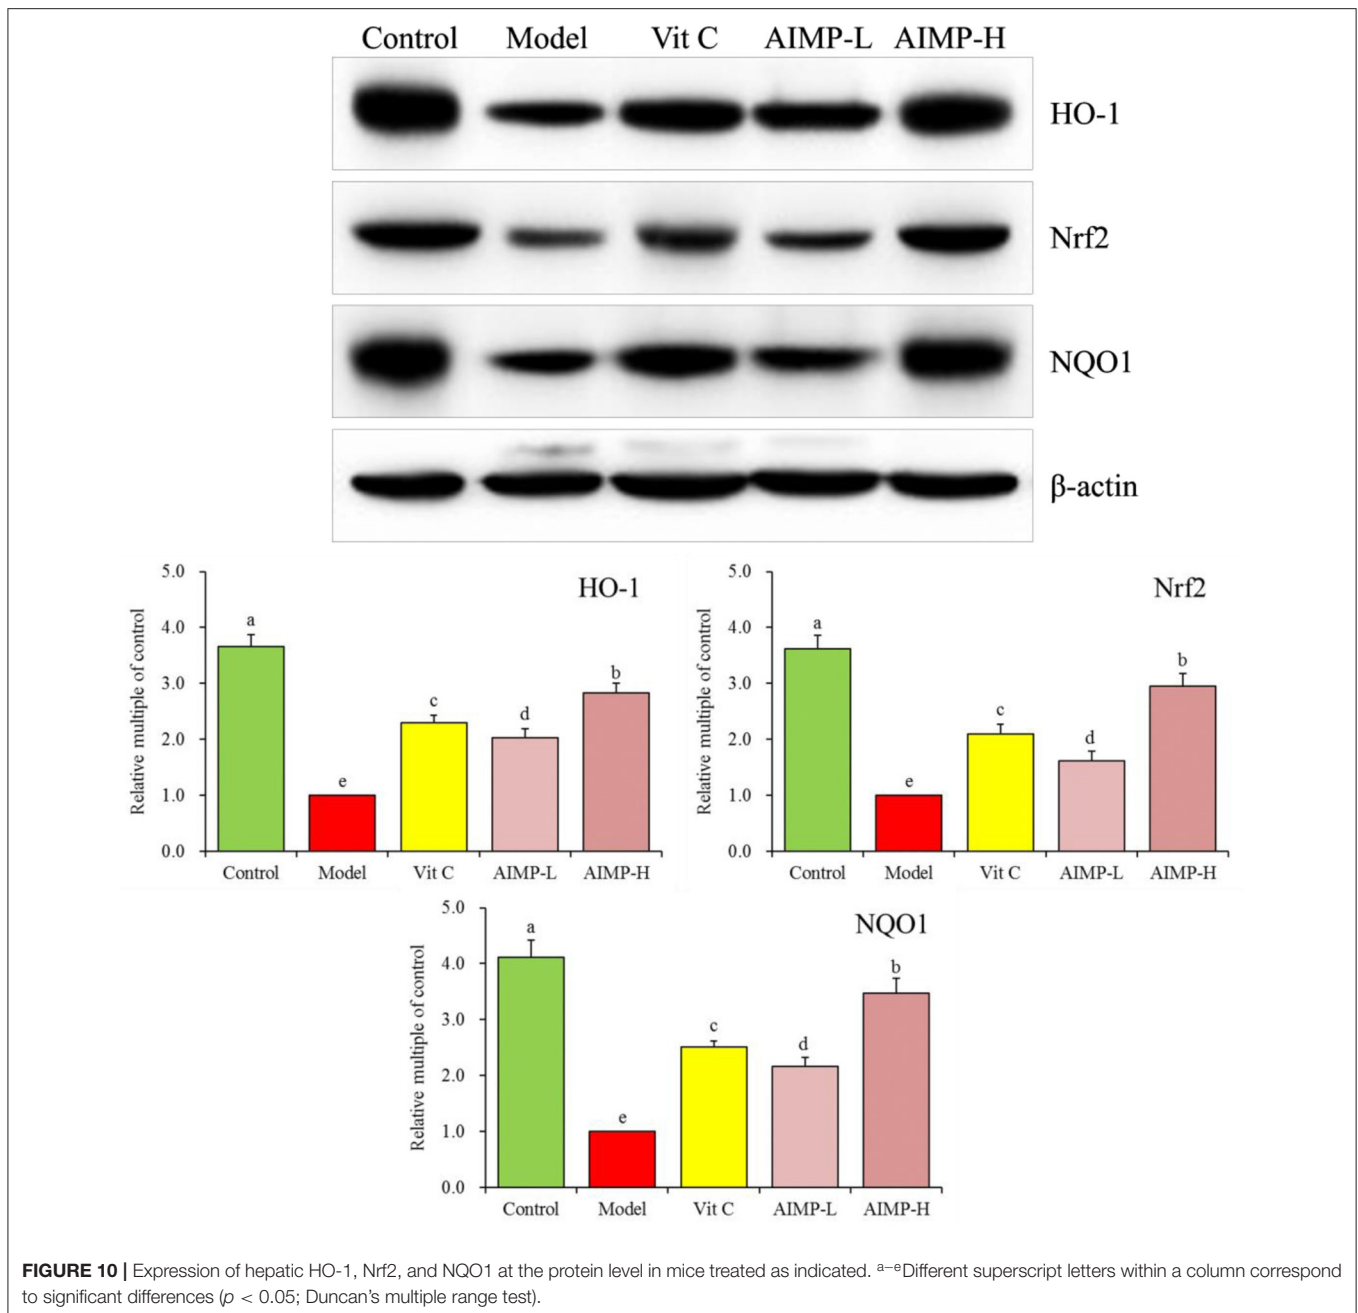 Control Model Vit C AIMP-L AIMP-H
HO-1
Nrf2
NQO1
β-actin
HO-1
Relative multiple of control
5.0
4.0
3.0
2.0
1.0
0.0
a
e
c
d
b
Control Model Vit C AIMP-L AIMP-H
Nrf2
Relative multiple of control
5.0
4.0
3.0
2.0
1.0
0.0
a
e
c
d
b
Control Model Vit C AIMP-L AIMP-H
NQO1
Relative multiple of control
5.0
4.0
3.0
2.0
1.0
0.0
a
e
c
d
b
Control Model Vit C AIMP-L AIMP-H
FIGURE 10 | Expression of hepatic HO-1, Nrf2, and NQO1 at the protein level in mice treated as indicated. a–eDifferent superscript letters within a column correspond
to significant differences (p < 0.05; Duncan's multiple range test).